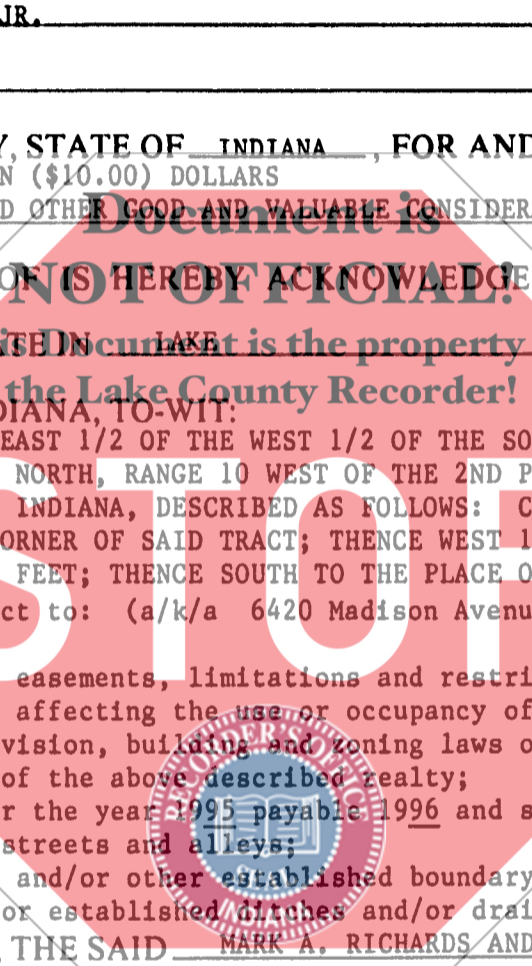 JR.
Y, STATE OF INDIANA , FOR AND
N ($10.00) DOLLARS
D OTHER GOOD AND VALUABLE CONSIDER
Document is
OF IS HEREBY ACKNOWLEDGE
NOT OFFICIAL!
is Document is the property
ATE IN LAKE
the Lake County Recorder!
DIANA, TO-WIT:
EAST 1/2 OF THE WEST 1/2 OF THE SO
NORTH, RANGE 10 WEST OF THE 2ND P
INDIANA, DESCRIBED AS FOLLOWS: C
ORNER OF SAID TRACT; THENCE WEST 1
FEET; THENCE SOUTH TO THE PLACE O
STOP
ct to: (a/k/a 6420 Madison Avenu
easements, limitations and restri
affecting the use or occupancy of
vision, building and zoning laws o
of the above described realty;
r the year 1995 payable 1996 and s
streets and alleys;
and/or other established boundary
or established ditches and/or drai
RECORDER'S OFFICE
SEAL
INDIANA
, THE SAID MARK A. RICHARDS AND